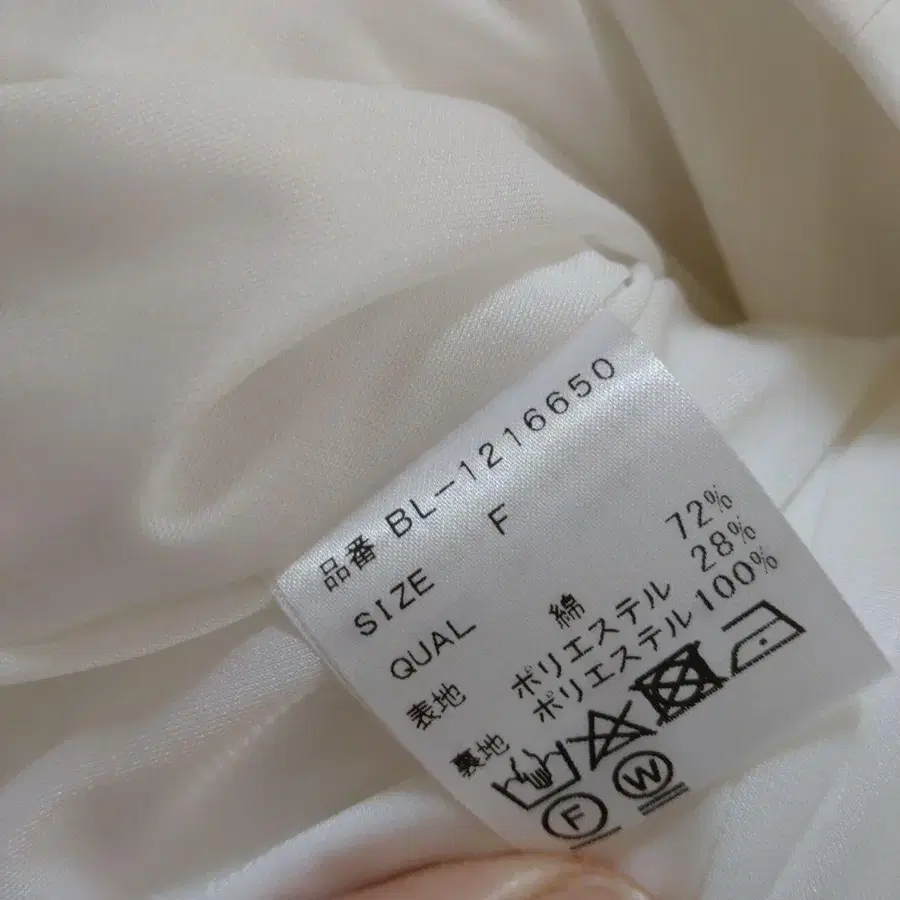 品番 BL-1216650
SIZE F
QUAL
表地 綿 72%
ポリエステル 28%
裏地 ポリエステル 100%
F W